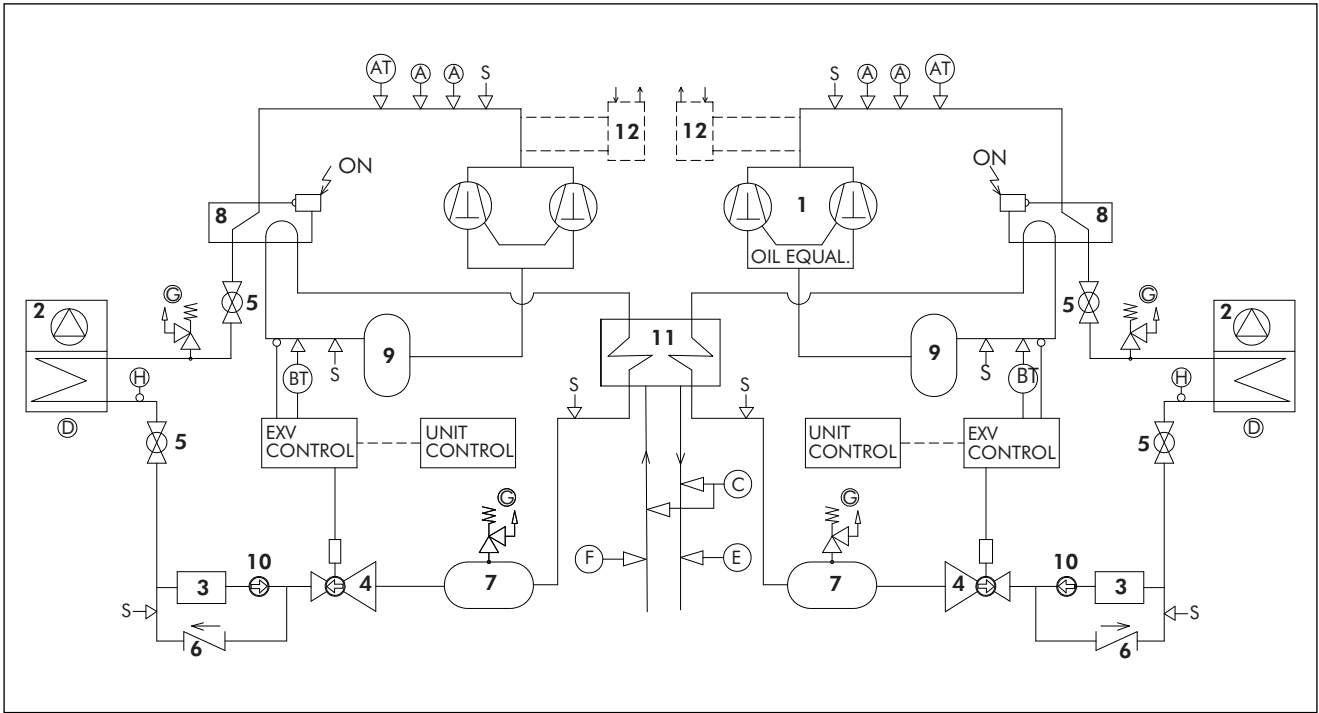 AT A A S
S A A AT
12 12
ON
ON
8
1
8
OIL EQUAL.
G
5
5
G
2
2
11
9
9
H
BT
S
S
BT
H
S
S
D
D
5
EXV CONTROL
UNIT CONTROL
UNIT CONTROL
EXV CONTROL
5
G
C
G
F
E
10
10
3
4
7
7
4
3
S
S
6
6